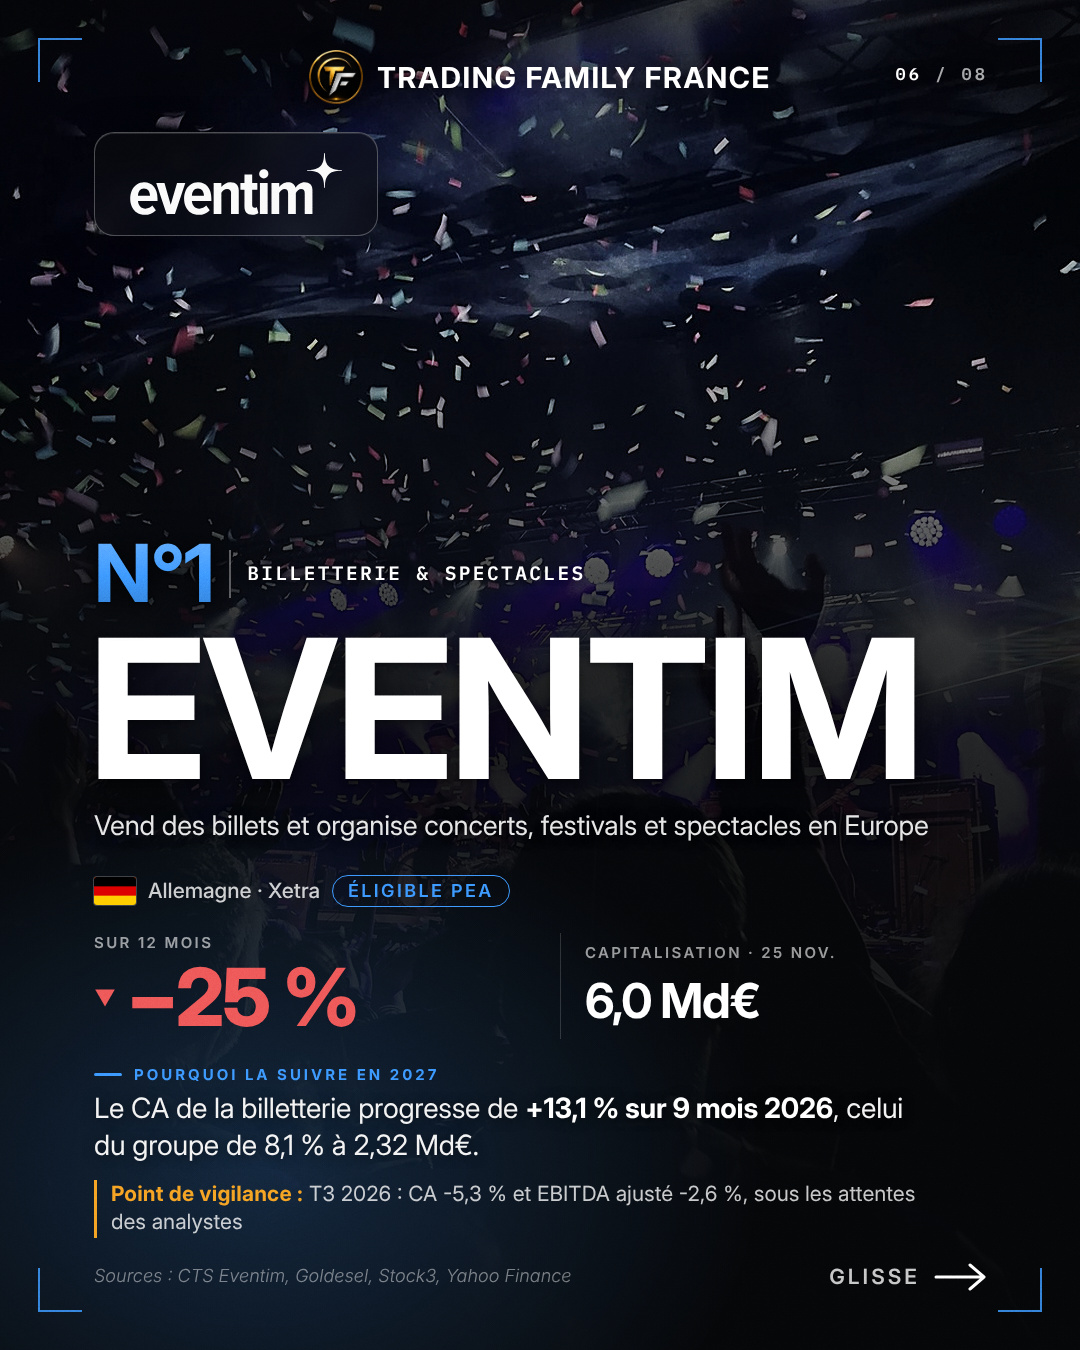 TF TRADING FAMILY FRANCE
06 / 08
eventim
N°1 BILLETTERIE & SPECTACLES
EVENTIM
Vend des billets et organise concerts, festivals et spectacles en Europe
Allemagne · Xetra ÉLIGIBLE PEA
SUR 12 MOIS
▼ –25 %
CAPITALISATION · 25 NOV.
6,0 Md€
POURQUOI LA SUIVRE EN 2027
Le CA de la billetterie progresse de +13,1 % sur 9 mois 2026, celui
du groupe de 8,1 % à 2,32 Md€.
Point de vigilance : T3 2026 : CA -5,3 % et EBITDA ajusté -2,6 %, sous les attentes
des analystes
Sources : CTS Eventim, Goldesel, Stock3, Yahoo Finance
GLISSE →